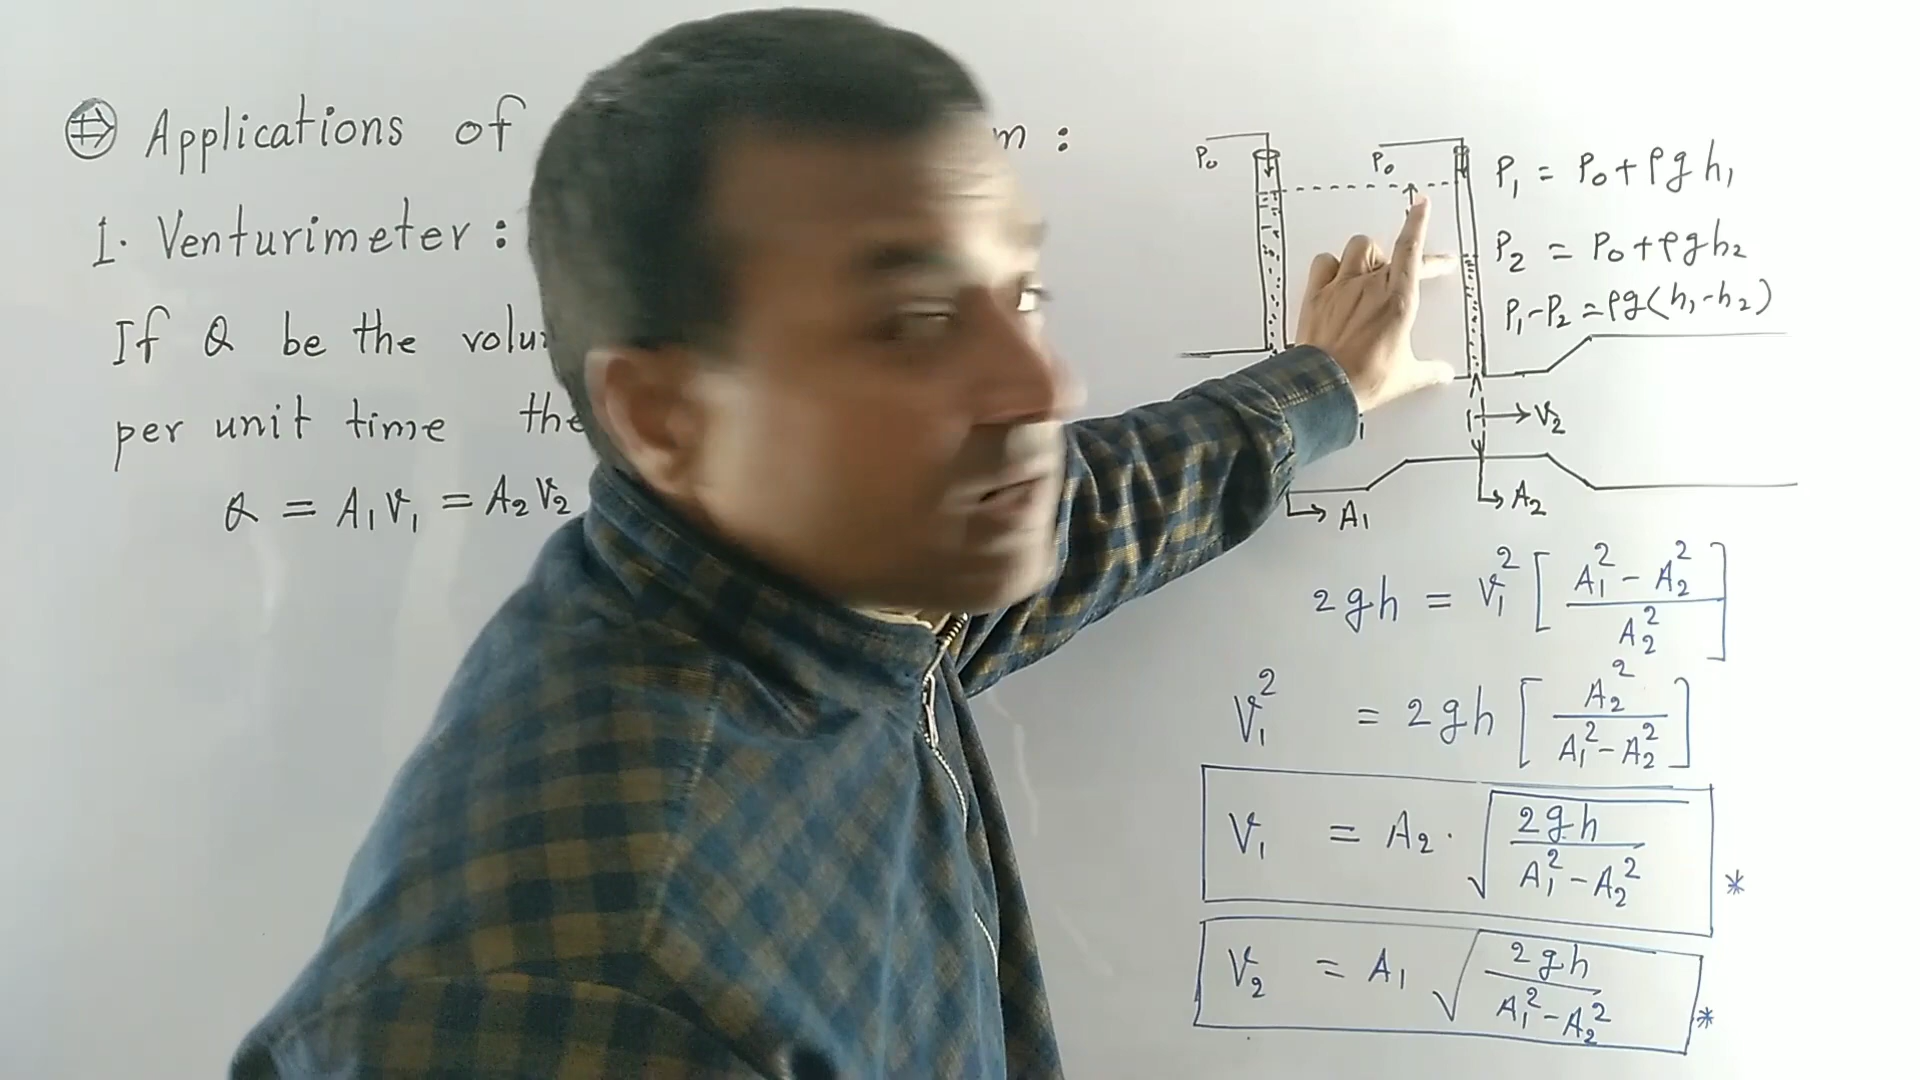 Applications of m :
1. Venturimeter :
If Q be the
per unit time the
Q = A₁V₁ = A₂V₂
P₀ P₀
P₁ = P₀ + ρgh₁
P₂ = P₀ + ρgh₂
P₁-P₂ = ρg(h₁-h₂)
V₂
A₁ A₂
2gh = V₁² [ (A₁² - A₂²) / A₂² ]
V₁² = 2gh [ A₂² / (A₁² - A₂²) ]
V₁ = A₂ . √( 2gh / (A₁² - A₂²) ) *
V₂ = A₁ √( 2gh / (A₁² - A₂²) ) *